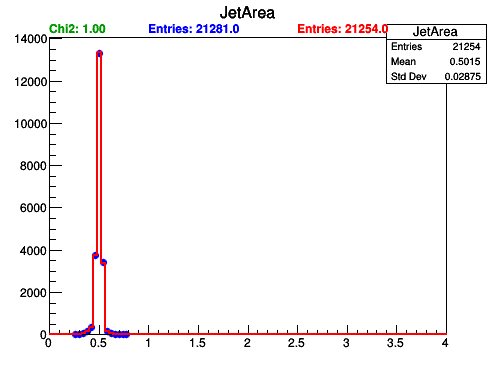 JetArea
Chi2: 1.00 Entries: 21281.0 Entries: 21254.0
JetArea
Entries 21254
Mean 0.5015
Std Dev 0.02875
14000
12000
10000
8000
6000
4000
2000
0
0 0.5 1 1.5 2 2.5 3 3.5 4